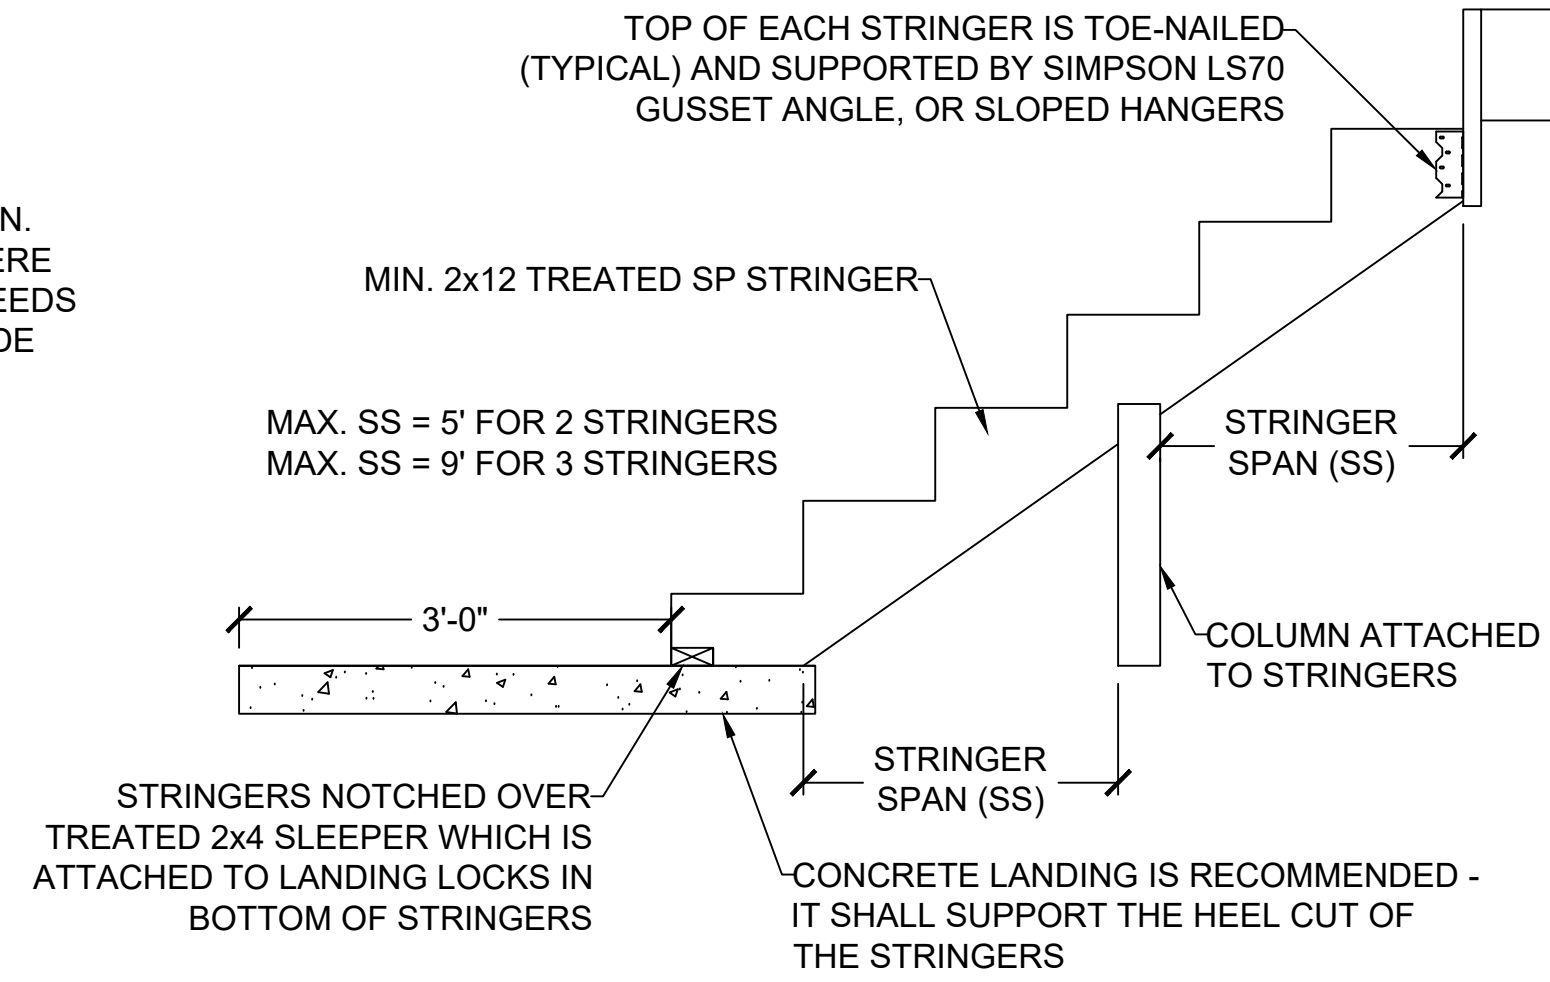 TOP OF EACH STRINGER IS TOE-NAILED
(TYPICAL) AND SUPPORTED BY SIMPSON LS70
GUSSET ANGLE, OR SLOPED HANGERS
N.
ERE
EEDS
DE
MIN. 2x12 TREATED SP STRINGER
MAX. SS = 5' FOR 2 STRINGERS
MAX. SS = 9' FOR 3 STRINGERS
STRINGER
SPAN (SS)
3'-0"
COLUMN ATTACHED
TO STRINGERS
STRINGER
SPAN (SS)
STRINGERS NOTCHED OVER
TREATED 2x4 SLEEPER WHICH IS
ATTACHED TO LANDING LOCKS IN
BOTTOM OF STRINGERS
CONCRETE LANDING IS RECOMMENDED -
IT SHALL SUPPORT THE HEEL CUT OF
THE STRINGERS